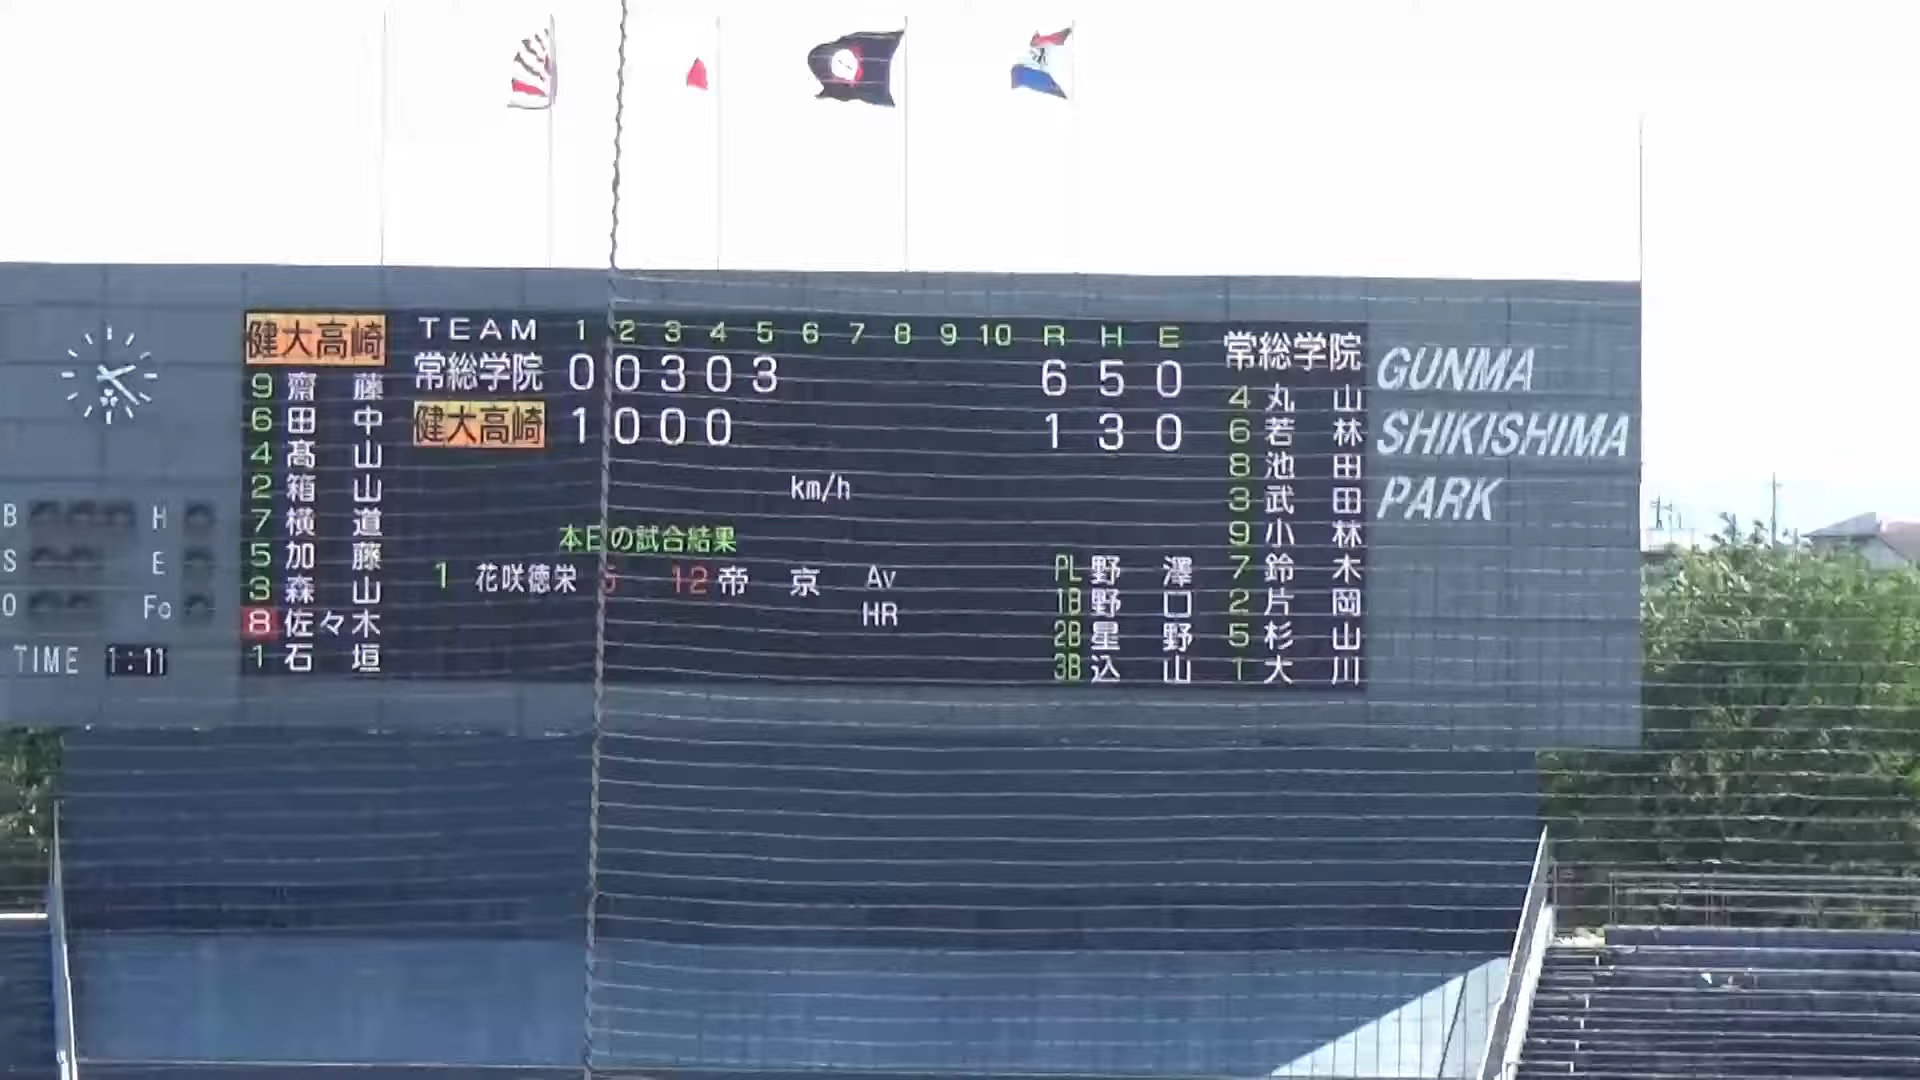 健大高崎
9 齋藤
6 田中
4 髙山
2 箱山
7 横道
5 加藤
3 森山
8 佐々木
1 石垣
TEAM 1 2 3 4 5 6 7 8 9 10 R H E
常総学院 0 0 3 0 3 6 5 0
健大高崎 1 0 0 0 1 3 0
km/h
本日の試合結果
1 花咲徳栄 5 12 帝京
Av
HR
PL 野澤
1B 野口
2B 星野
3B 込山
常総学院
4 丸山
6 若林
8 池田
3 武田
9 小林
7 鈴木
2 片岡
5 杉山
1 大川
GUNMA
SHIKISHIMA
PARK
B H
S E
O Fc
TIME 1:11